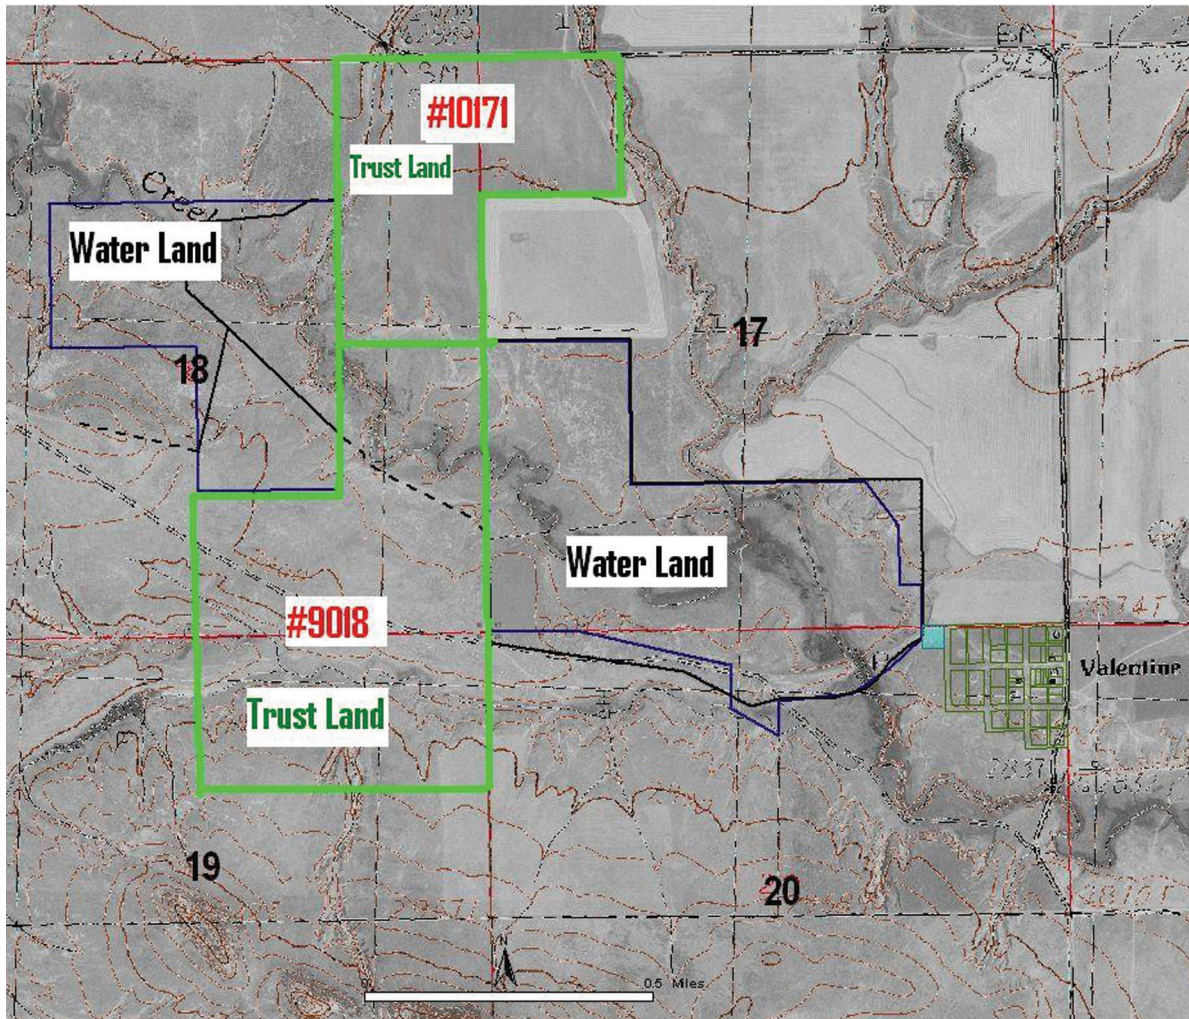 #10171
Trust Land
Creek
Water Land
17
18
Water Land
#9018
Valentine
Trust Land
19
20
0.5 Miles